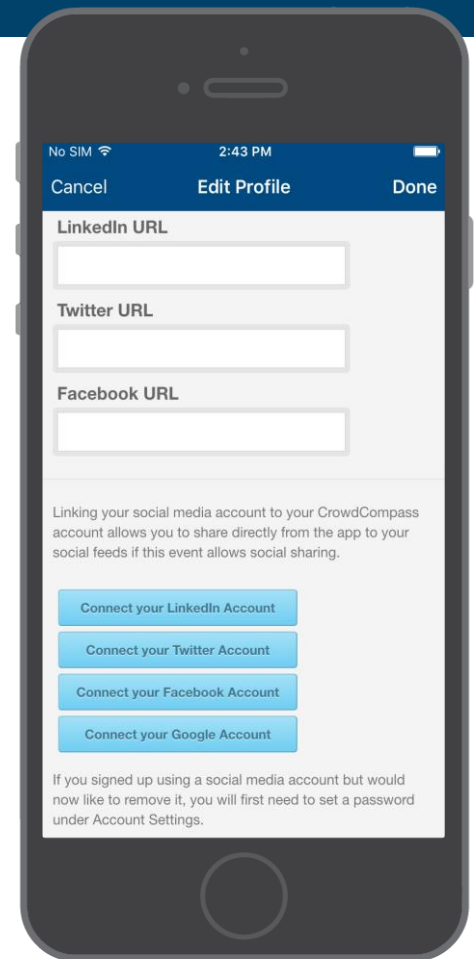 No SIM 2:43 PM
Cancel Edit Profile Done
LinkedIn URL
Twitter URL
Facebook URL
Linking your social media account to your CrowdCompass
account allows you to share directly from the app to your
social feeds if this event allows social sharing.
Connect your LinkedIn Account
Connect your Twitter Account
Connect your Facebook Account
Connect your Google Account
If you signed up using a social media account but would
now like to remove it, you will first need to set a password
under Account Settings.